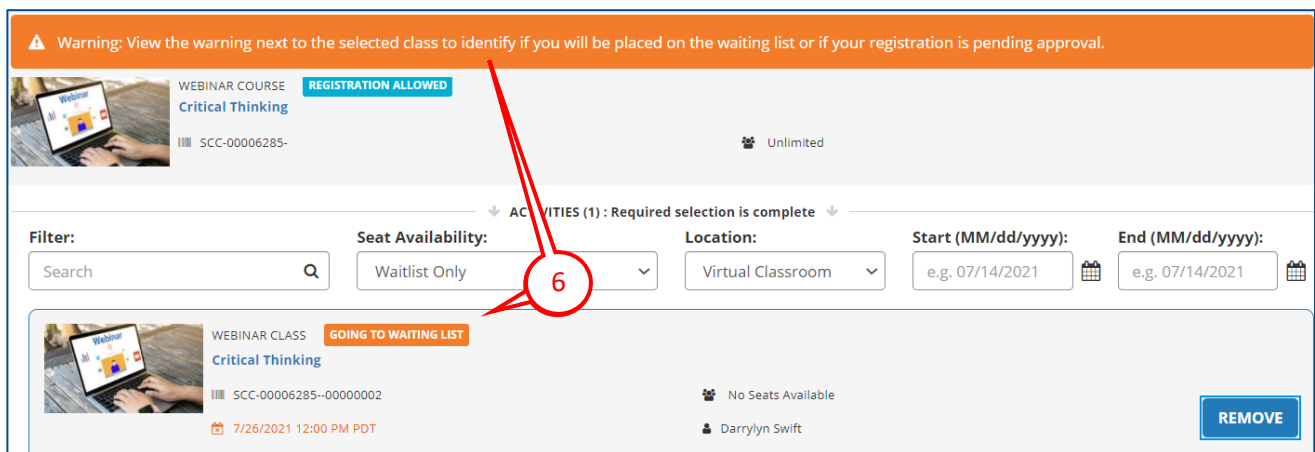 Warning: View the warning next to the selected class to identify if you will be placed on the waiting list or if your registration is pending approval.
Webinar
WEBINAR COURSE REGISTRATION ALLOWED
Critical Thinking
SCC-00006285- Unlimited
ACTIVITIES (1) : Required selection is complete
Filter: Seat Availability: Location: Start (MM/dd/yyyy): End (MM/dd/yyyy):
Search Waitlist Only Virtual Classroom e.g. 07/14/2021 e.g. 07/14/2021
6
Webinar
WEBINAR CLASS GOING TO WAITING LIST
Critical Thinking
SCC-00006285--00000002 No Seats Available
REMOVE
7/26/2021 12:00 PM PDT Darrylyn Swift